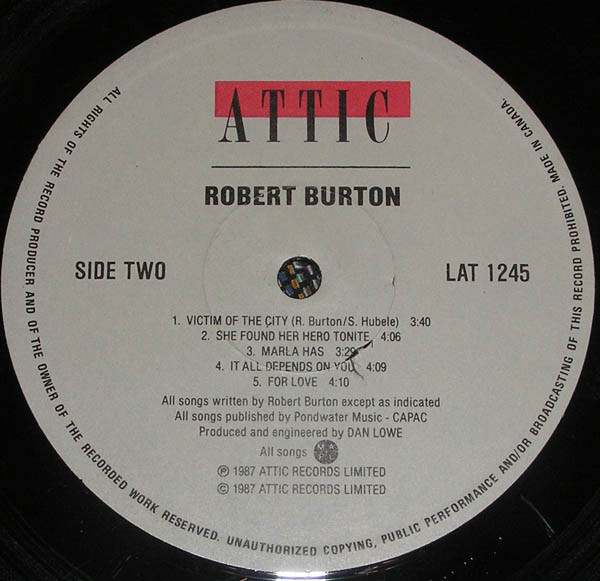 ATTIC
ROBERT BURTON
SIDE TWO
LAT 1245
1. VICTIM OF THE CITY (R. Burton/S. Hubele) 3:40
2. SHE FOUND HER HERO TONITE 4:06
3. MARLA HAS 3:29
4. IT ALL DEPENDS ON YOU 4:09
5. FOR LOVE 4:10
All songs written by Robert Burton except as indicated
All songs published by Pondwater Music - CAPAC
Produced and engineered by DAN LOWE
All songs
Ⓟ 1987 ATTIC RECORDS LIMITED
© 1987 ATTIC RECORDS LIMITED
ALL RIGHTS OF THE RECORD PRODUCER AND OF THE OWNER OF THE RECORDED WORK RESERVED. UNAUTHORIZED COPYING, PUBLIC PERFORMANCE AND/OR BROADCASTING OF THIS RECORD PROHIBITED. MADE IN CANADA.